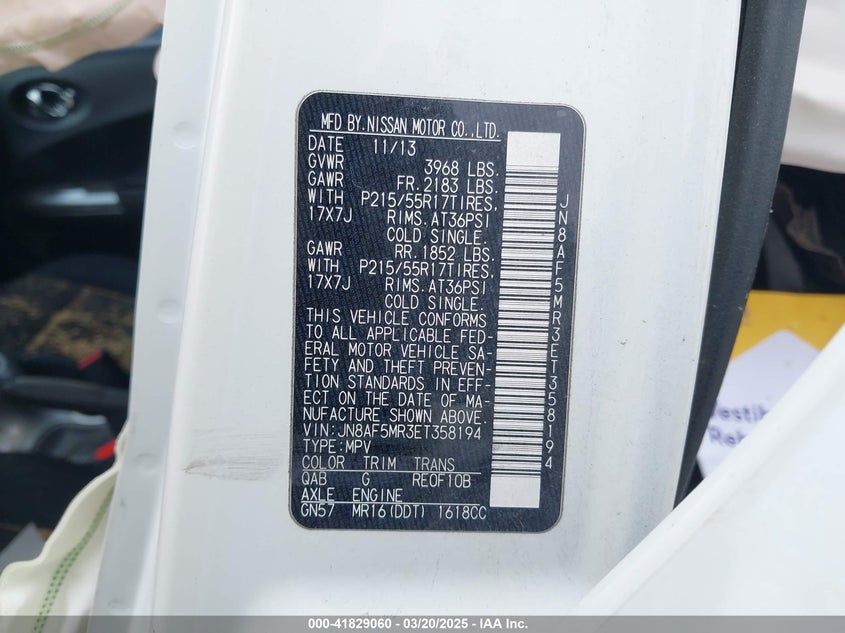 MFD BY.NISSAN MOTOR CO.,LTD.
DATE 11/13
GVWR 3968 LBS.
GAWR FR. 2183 LBS.
WITH P215/55R17TIRES,
17X7J RIMS. AT36PSI
COLD SINGLE.
GAWR RR. 1852 LBS.
WITH P215/55R17TIRES,
17X7J RIMS. AT36PSI
COLD SINGLE.
THIS VEHICLE CONFORMS
TO ALL APPLICABLE FED-
ERAL MOTOR VEHICLE SA-
FETY AND THEFT PREVEN-
TION STANDARDS IN EFF-
ECT ON THE DATE OF MA-
NUFACTURE SHOWN ABOVE.
VIN:JN8AF5MR3ET358194
TYPE:MPV
COLOR TRIM TRANS
QAB G RE0F10B
AXLE ENGINE
GN57 MR16(DDT) 1618CC
JN8AF5MR3ET358194
000-41829060 - 03/20/2025 - IAA Inc.